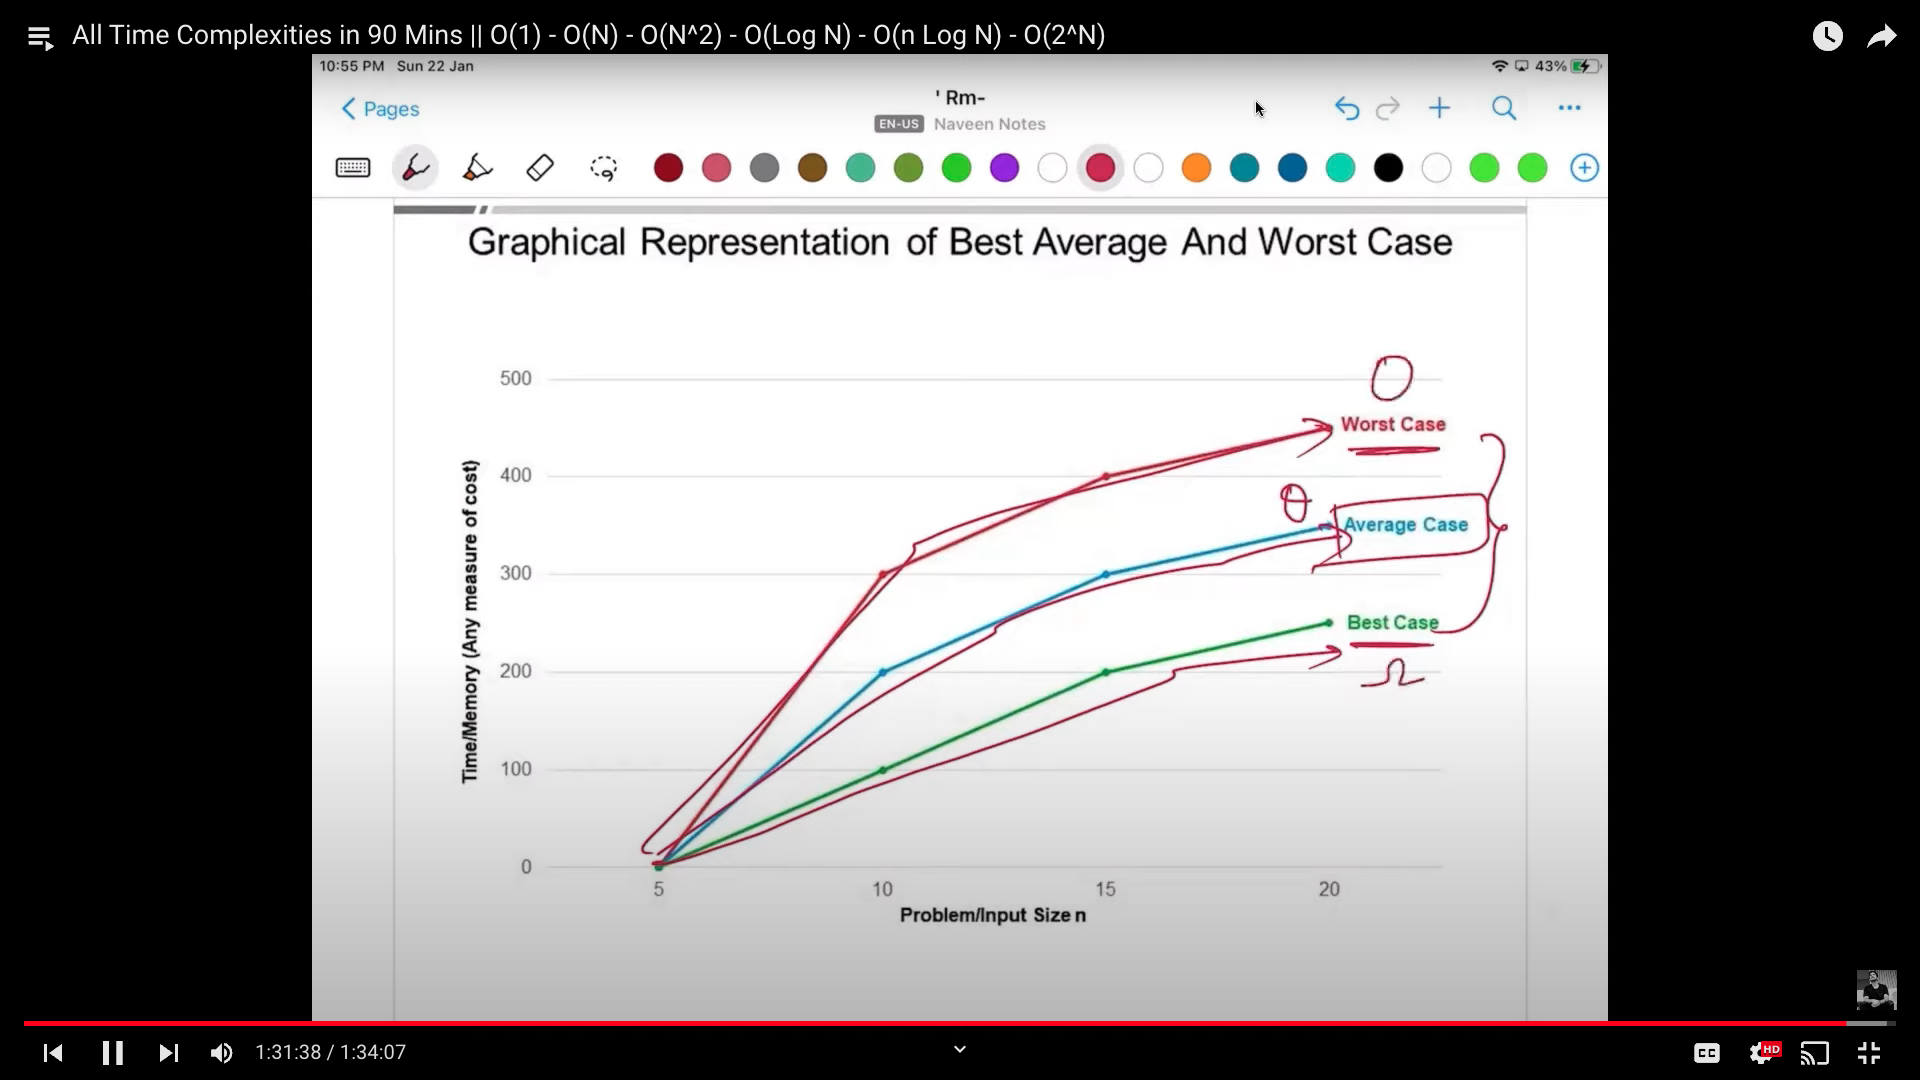 All Time Complexities in 90 Mins || O(1) - O(N) - O(N^2) - O(Log N) - O(n Log N) - O(2^N)
10:55 PM Sun 22 Jan
43%
Pages
' Rm-
EN-US Naveen Notes
Graphical Representation of Best Average And Worst Case
O
500
Worst Case
400
θ
Average Case
300
Best Case
200
Ω
100
0
Time/Memory (Any measure of cost)
5 10 15 20
Problem/Input Size n
1:31:38 / 1:34:07
CC
HD